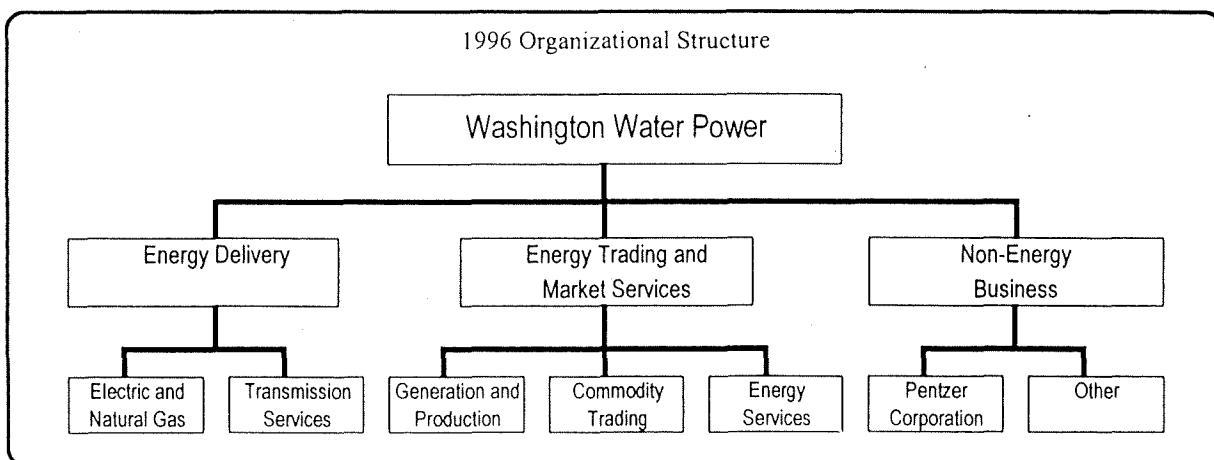 1996 Organizational Structure
Washington Water Power
Energy Delivery
Energy Trading and
Market Services
Non-Energy
Business
Electric and
Natural Gas
Transmission
Services
Generation and
Production
Commodity
Trading
Energy
Services
Pentzer
Corporation
Other